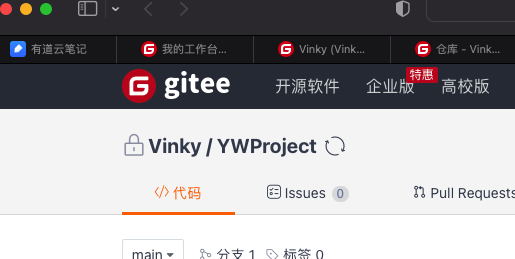 有道云笔记 我的工作台... Vinky (Vink... 仓库 - Vink...
gitee 开源软件 企业版 特惠 高校版
Vinky / YWProject
代码 Issues 0 Pull Requests
main 分支 1 标签 0